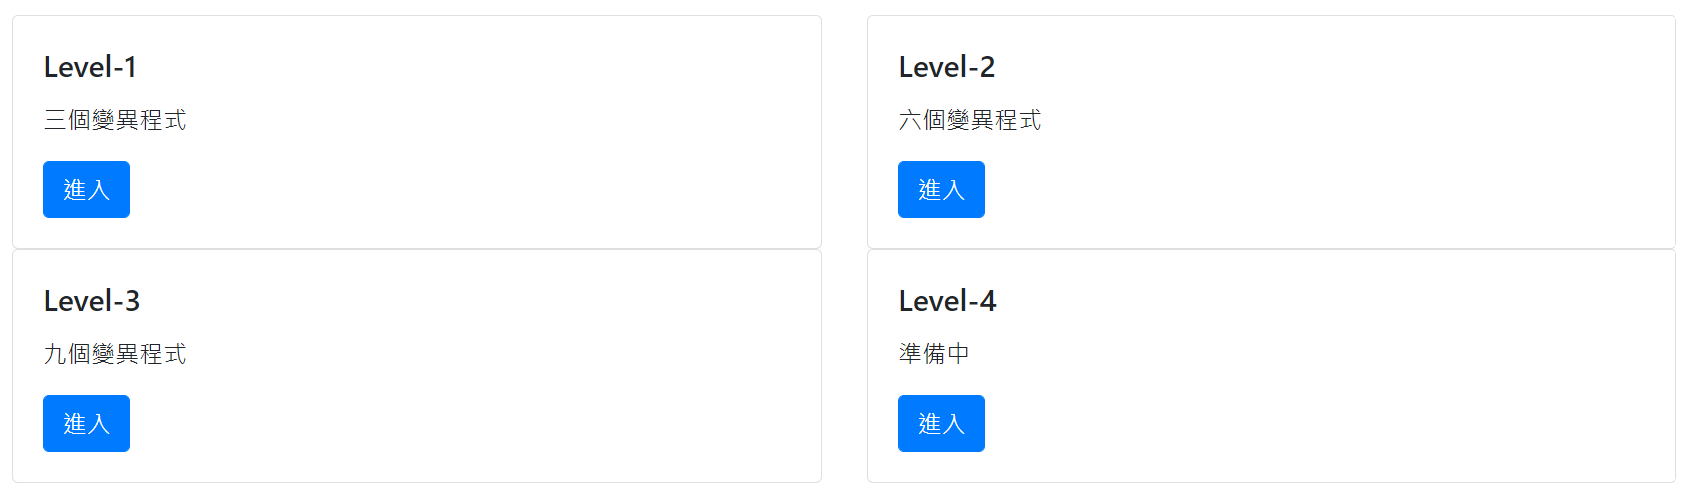 Level-1
三個變異程式
進入
Level-2
六個變異程式
進入
Level-3
九個變異程式
進入
Level-4
準備中
進入